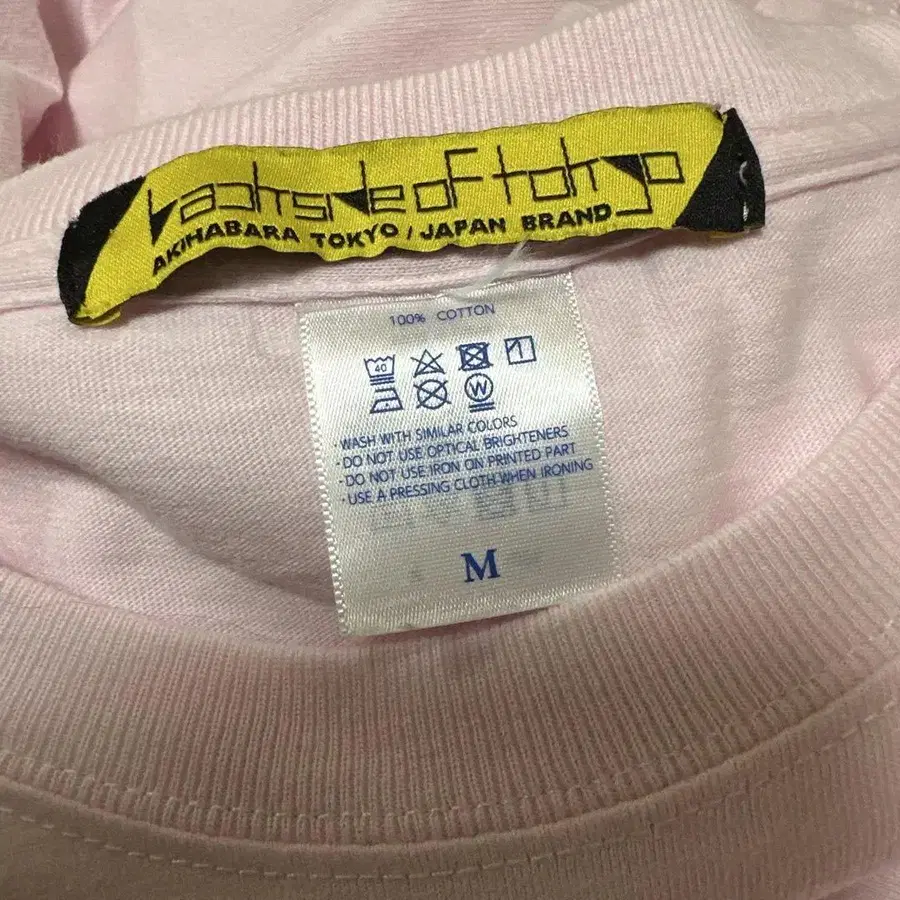 backside of tokyo
AKIHABARA TOKYO / JAPAN BRAND
100% COTTON
40
W
· WASH WITH SIMILAR COLORS
· DO NOT USE OPTICAL BRIGHTENERS
· DO NOT USE IRON ON PRINTED PART
· USE A PRESSING CLOTH WHEN IRONING
M